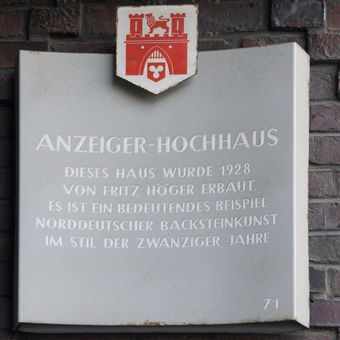 ANZEIGER-HOCHHAUS
DIESES HAUS WURDE 1928
VON FRITZ HÖGER ERBAUT.
ES IST EIN BEDEUTENDES BEISPIEL
NORDDEUTSCHER BACKSTEINKUNST
IM STIL DER ZWANZIGER JAHRE
71